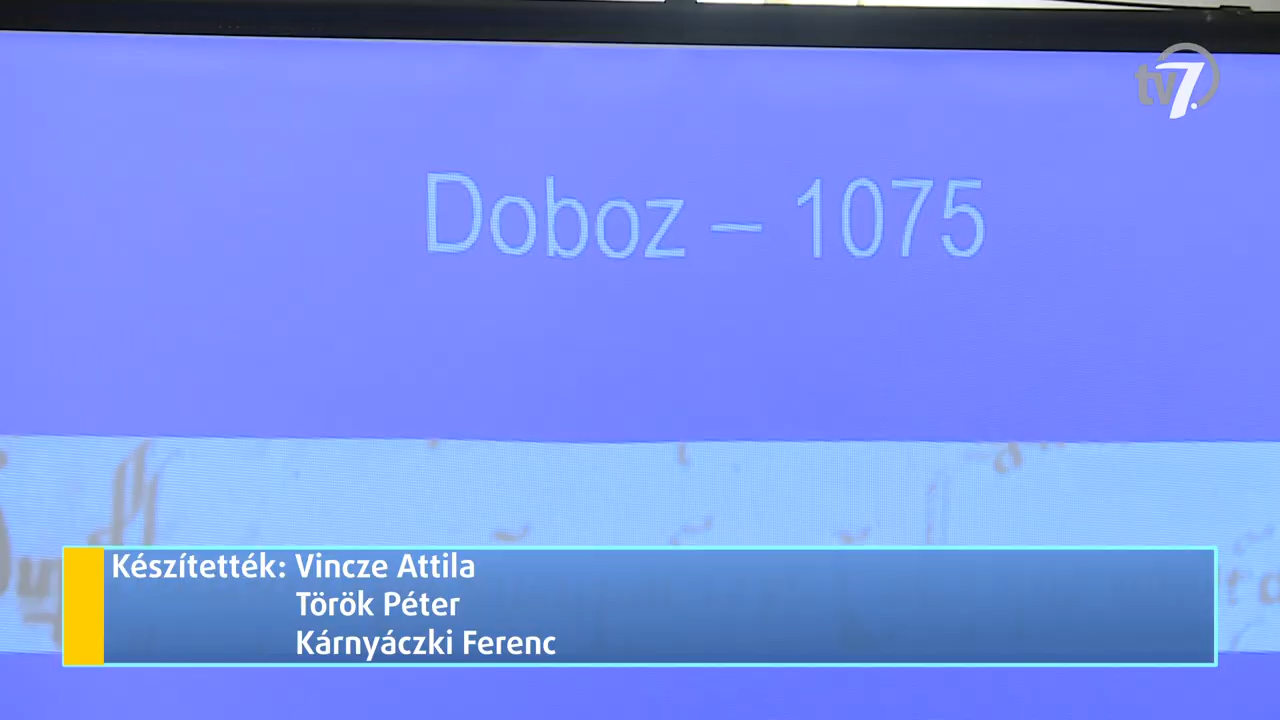 tv7.
Doboz – 1075
Készítették: Vincze Attila
Török Péter
Kárnyáczki Ferenc